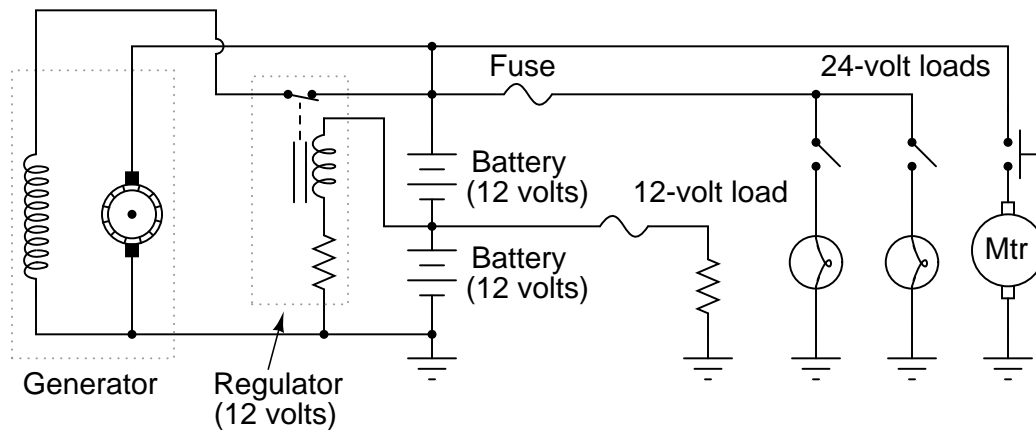 Fuse
24-volt loads
Battery
(12 volts)
12-volt load
Battery
(12 volts)
Mtr
Generator
Regulator
(12 volts)